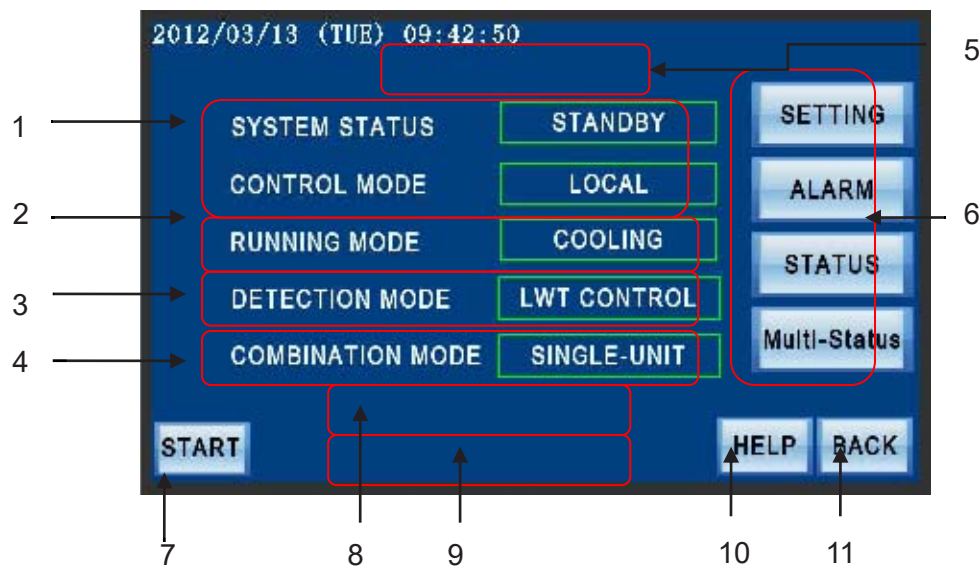 2012/03/13 (TUE) 09:42:50
5
1
SYSTEM STATUS STANDBY SETTING
CONTROL MODE LOCAL ALARM
2
6
RUNNING MODE COOLING
STATUS
3
DETECTION MODE LWT CONTROL
4
COMBINATION MODE SINGLE-UNIT Multi-Status
START HELP BACK
7 8 9 10 11